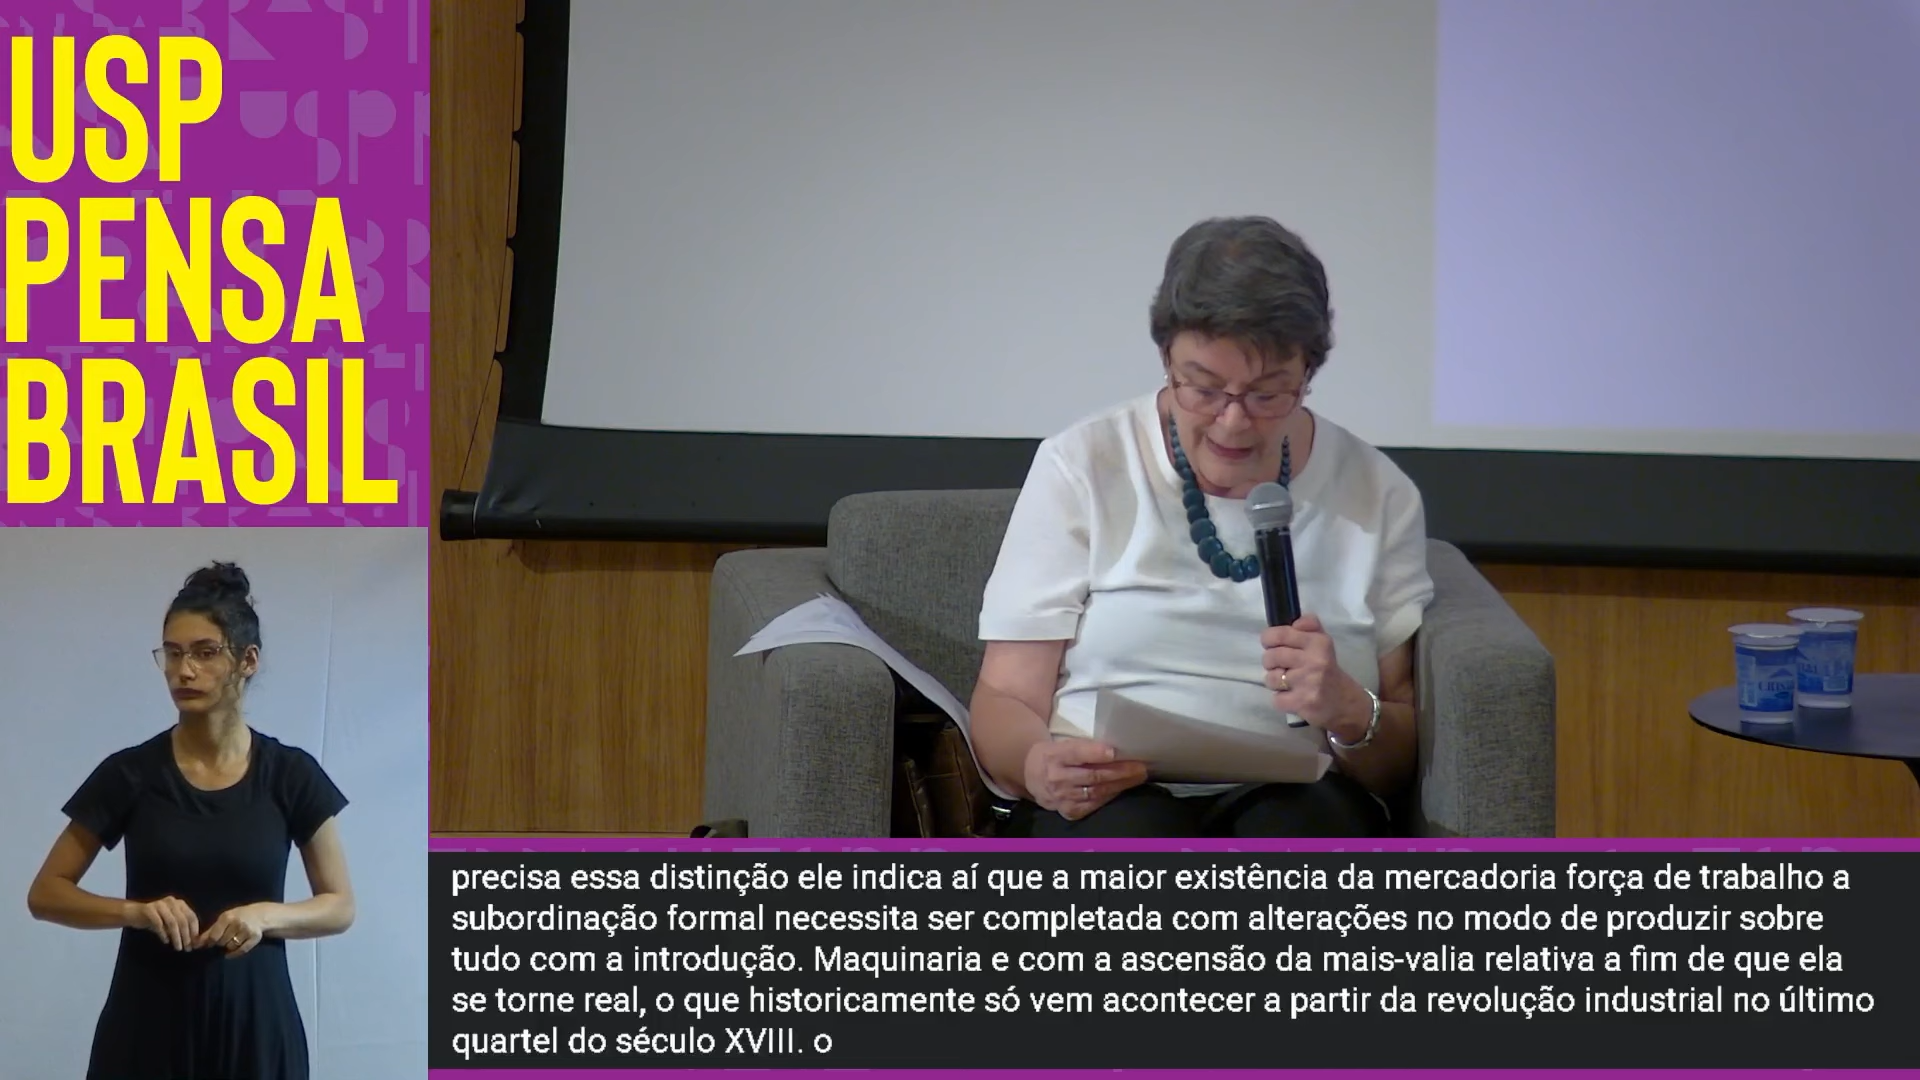 USP
PENSA
BRASIL
precisa essa distinção ele indica aí que a maior existência da mercadoria força de trabalho a
subordinação formal necessita ser completada com alterações no modo de produzir sobre
tudo com a introdução. Maquinaria e com a ascensão da mais-valia relativa a fim de que ela
se torne real, o que historicamente só vem acontecer a partir da revolução industrial no último
quartel do século XVIII. o